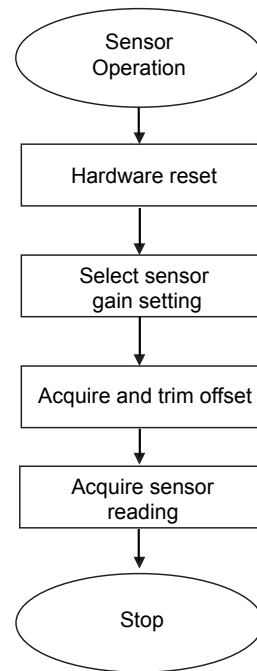 Sensor
Operation
Hardware reset
Select sensor
gain setting
Acquire and trim offset
Acquire sensor
reading
Stop